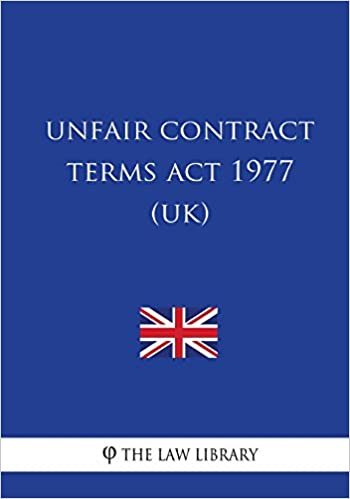 UNFAIR CONTRACT
TERMS ACT 1977
(UK)
φ THE LAW LIBRARY